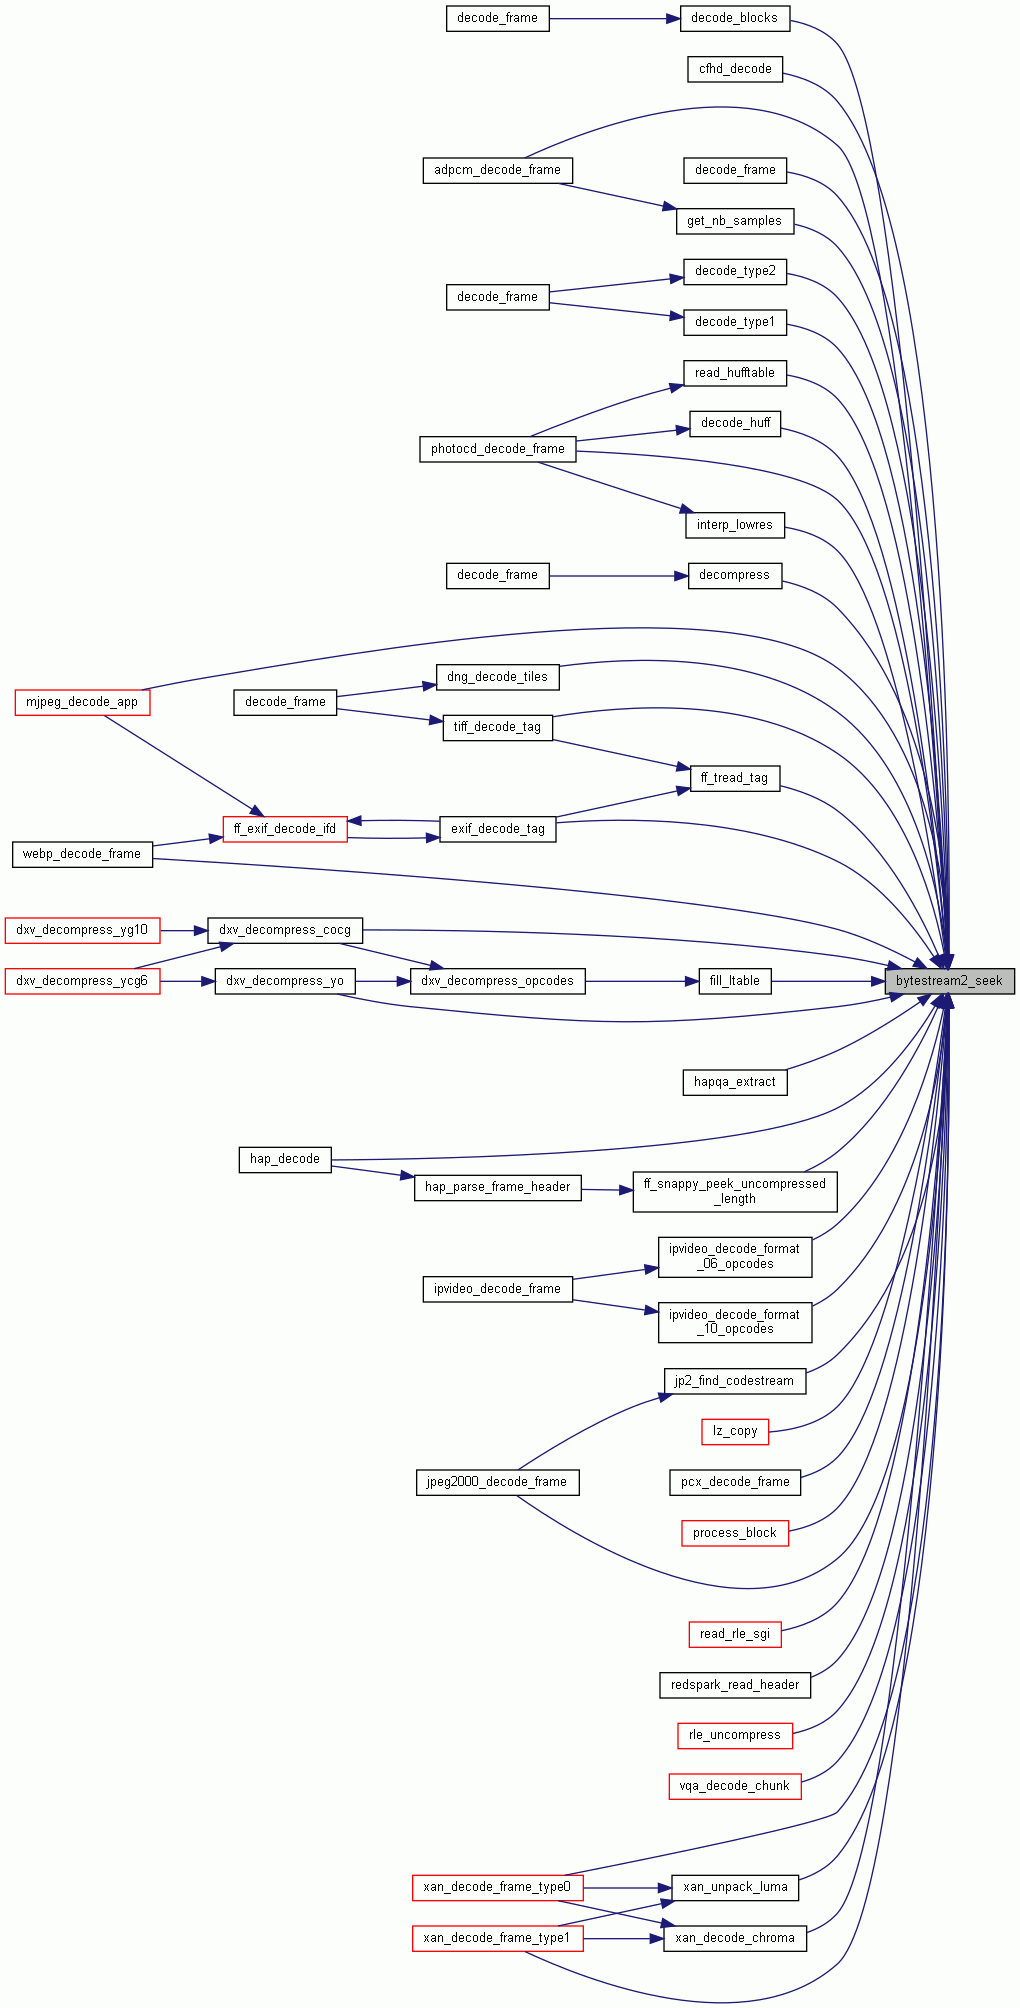 decode_frame
decode_blocks
cfhd_decode
adpcm_decode_frame
decode_frame
get_nb_samples
decode_type2
decode_frame
decode_type1
read_hufftable
decode_huff
photocd_decode_frame
interp_lowres
decode_frame
decompress
dng_decode_tiles
mjpeg_decode_app
decode_frame
tiff_decode_tag
ff_tread_tag
ff_exif_decode_ifd
exif_decode_tag
webp_decode_frame
dxv_decompress_yg10
dxv_decompress_cocg
dxv_decompress_ycg6
dxv_decompress_yo
dxv_decompress_opcodes
fill_ltable
bytestream2_seek
hapqa_extract
hap_decode
hap_parse_frame_header
ff_snappy_peek_uncompressed
_length
ipvideo_decode_format
_06_opcodes
ipvideo_decode_frame
ipvideo_decode_format
_10_opcodes
jp2_find_codestream
lz_copy
jpeg2000_decode_frame
pcx_decode_frame
process_block
read_rle_sgi
redspark_read_header
rle_uncompress
vqa_decode_chunk
xan_decode_frame_type0
xan_unpack_luma
xan_decode_frame_type1
xan_decode_chroma